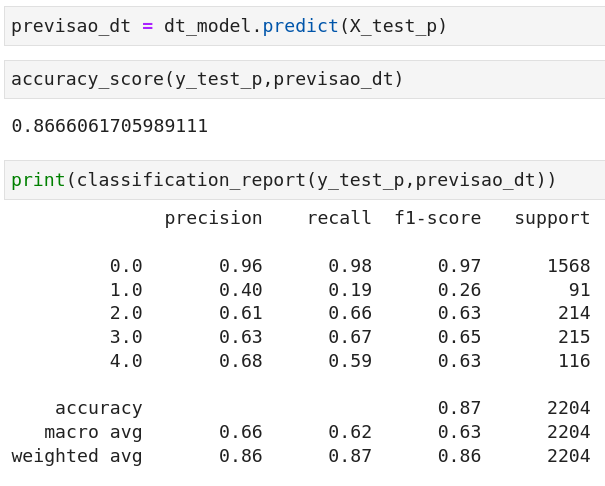 previsao_dt = dt_model.predict(X_test_p)
accuracy_score(y_test_p,previsao_dt)
0.8666061705989111
print(classification_report(y_test_p,previsao_dt))
precision recall f1-score support
0.0 0.96 0.98 0.97 1568
1.0 0.40 0.19 0.26 91
2.0 0.61 0.66 0.63 214
3.0 0.63 0.67 0.65 215
4.0 0.68 0.59 0.63 116
accuracy 0.87 2204
macro avg 0.66 0.62 0.63 2204
weighted avg 0.86 0.87 0.86 2204